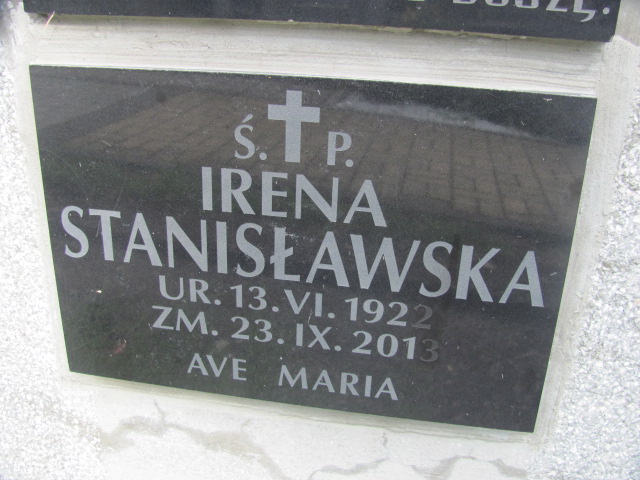 Ś. P.
IRENA
STANISŁAWSKA
UR. 13. VI. 1922
ZM. 23. IX. 2013
AVE MARIA